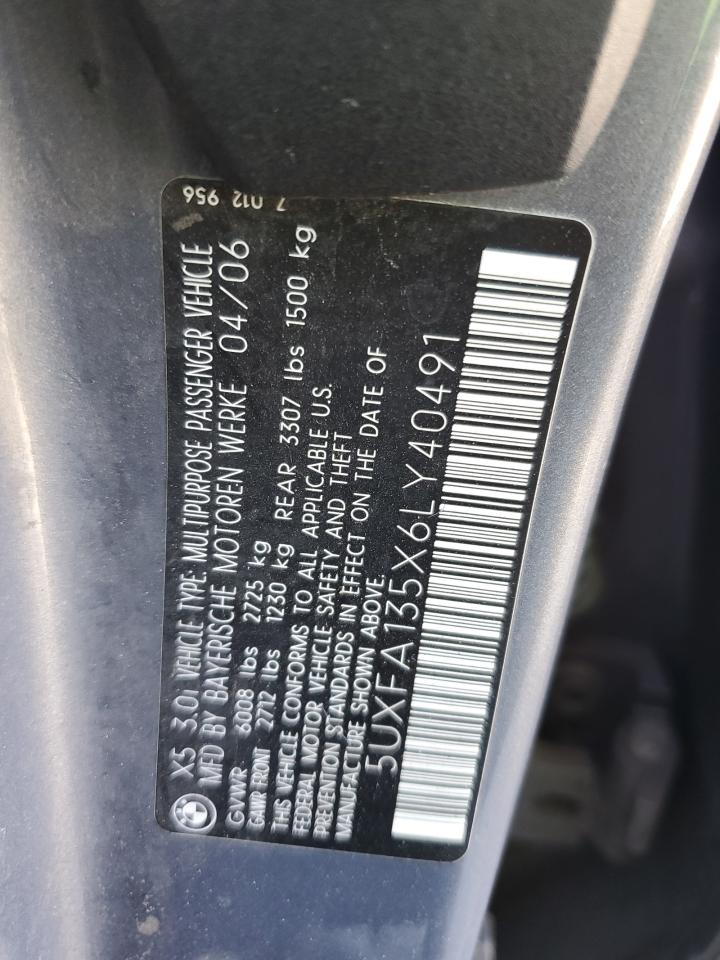 7 012 956
X5 3.0i VEHICLE TYPE: MULTIPURPOSE PASSENGER VEHICLE
MFD BY BAYERISCHE MOTOREN WERKE 04/06
GVWR 6008 lbs 2725 kg
GAWR FRONT 2712 lbs 1230 kg REAR 3307 lbs 1500 kg
THIS VEHICLE CONFORMS TO ALL APPLICABLE U.S.
FEDERAL MOTOR VEHICLE SAFETY AND THEFT
PREVENTION STANDARDS IN EFFECT ON THE DATE OF
MANUFACTURE SHOWN ABOVE.
5UXFA135X6LY40491